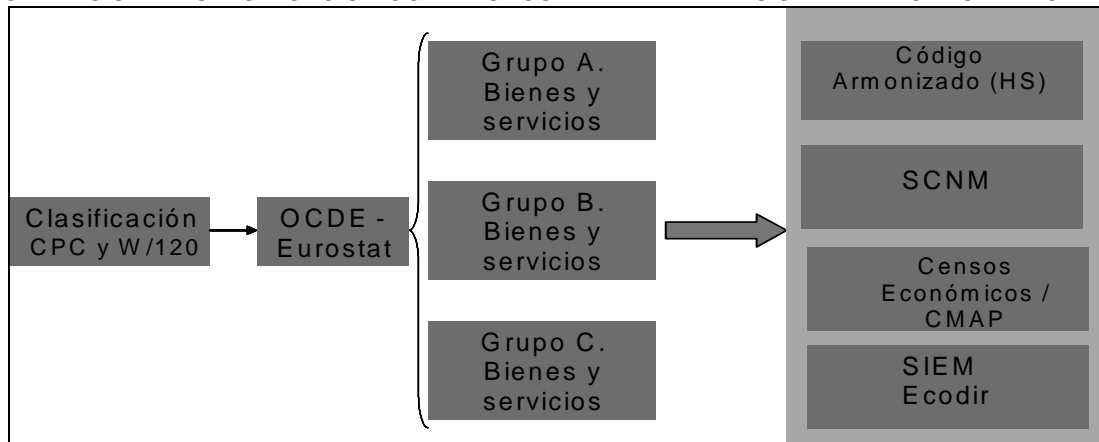 Clasificación
CPC y W/120
OCDE -
Eurostat
Grupo A.
Bienes y
servicios
Grupo B.
Bienes y
servicios
Grupo C.
Bienes y
servicios
Código
Armonizado (HS)
SCNM
Censos
Económicos /
CMAP
SIEM
Ecodir